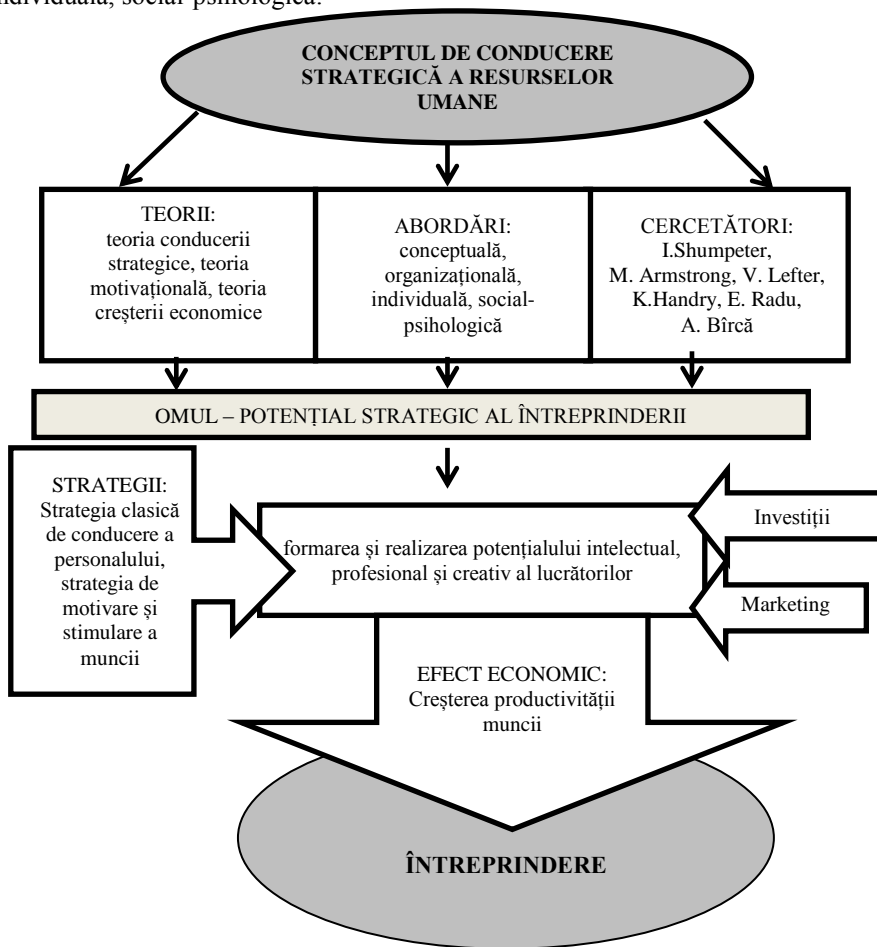 individuală, social-psihologică.
CONCEPTUL DE CONDUCERE
STRATEGICĂ A RESURSELOR
UMANE
TEORII:
teoria conducerii
strategice, teoria
motivațională, teoria
creșterii economice
ABORDĂRI:
conceptuală,
organizațională,
individuală, social-
psihologică
CERCETĂTORI:
I.Shumpeter,
M. Armstrong, V. Lefter,
K.Handry, E. Radu,
A. Bîrcă
OMUL – POTENȚIAL STRATEGIC AL ÎNTREPRINDERII
STRATEGII:
Strategia clasică
de conducere a
personalului,
strategia de
motivare și
stimulare a
muncii
formarea și realizarea potențialului intelectual,
profesional și creativ al lucrătorilor
Investiții
Marketing
EFECT ECONOMIC:
Creșterea productivității
muncii
ÎNTREPRINDERE